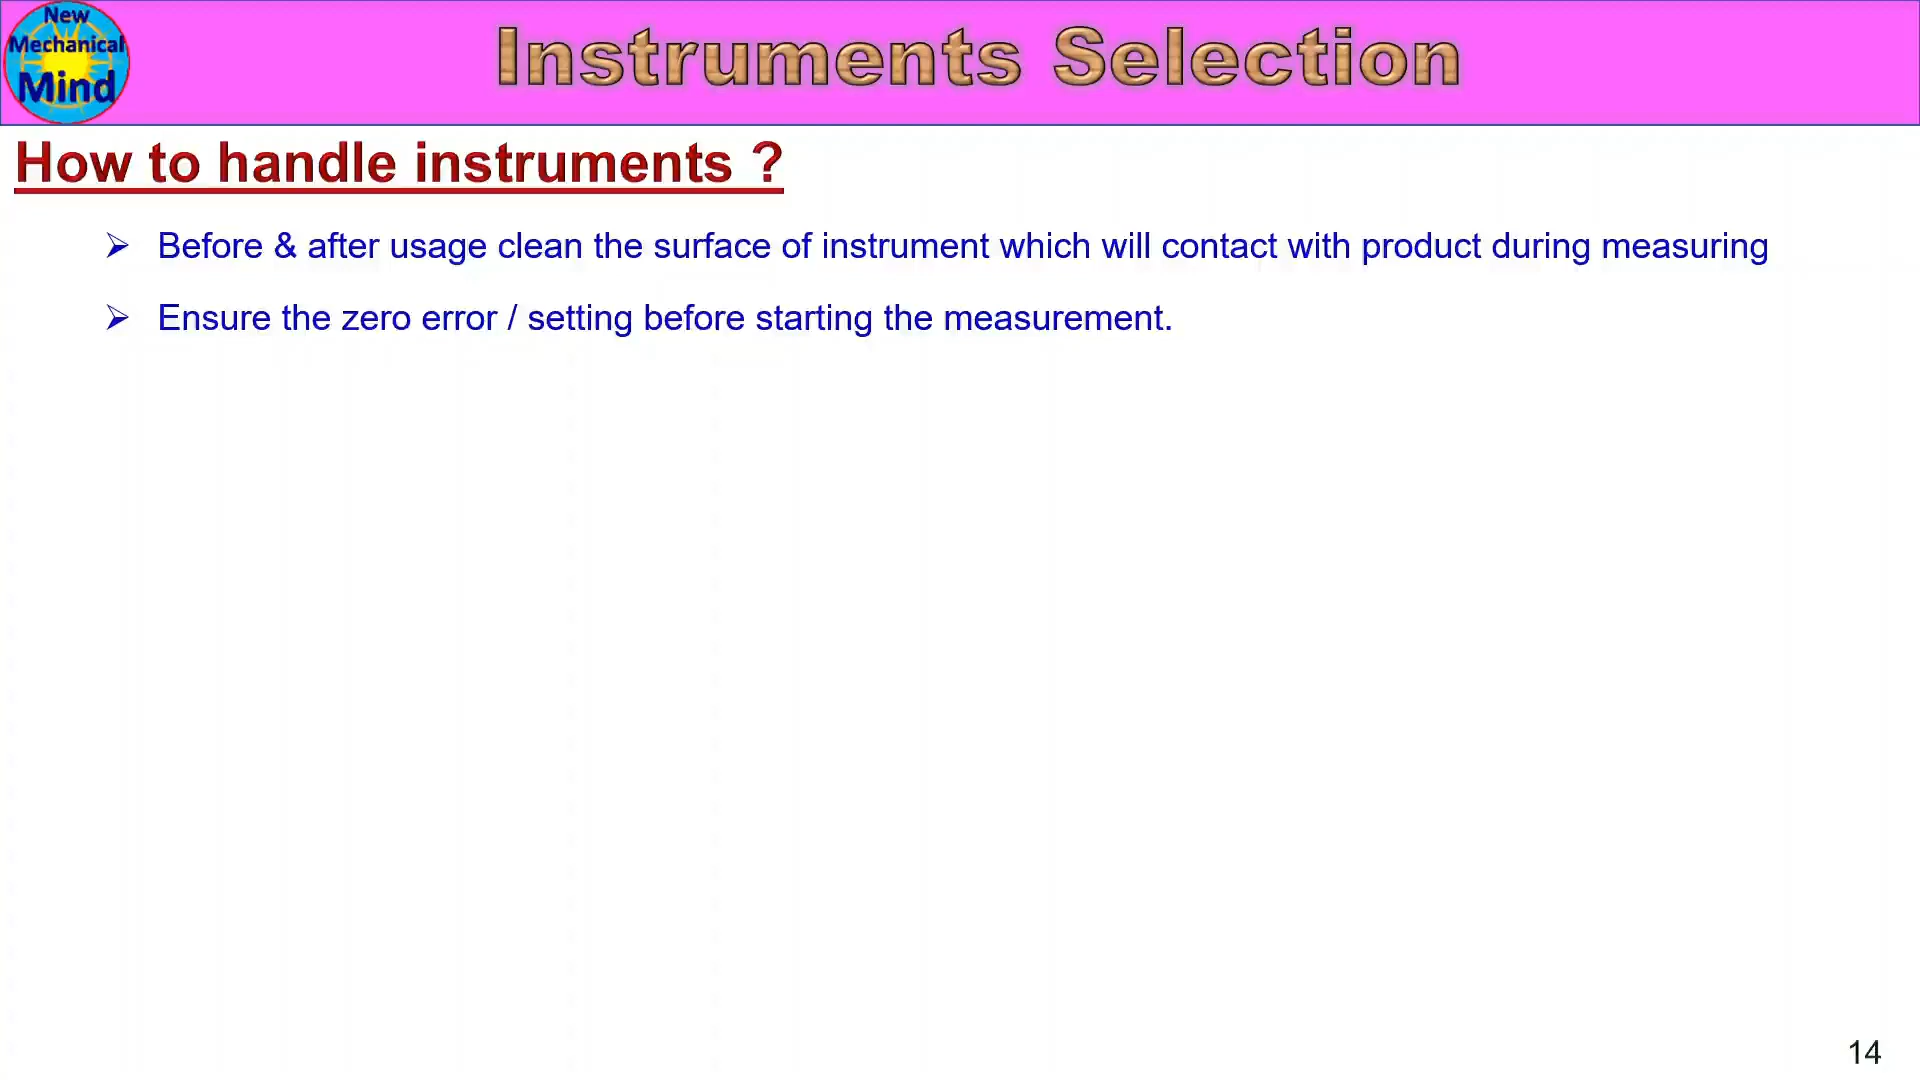 New
Mechanical
Mind
Instruments Selection
How to handle instruments ?
➢ Before & after usage clean the surface of instrument which will contact with product during measuring
➢ Ensure the zero error / setting before starting the measurement.
14